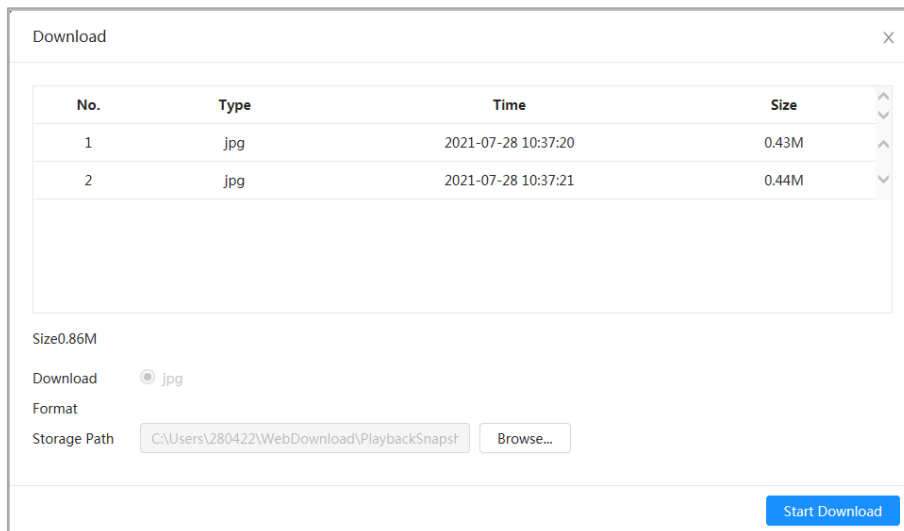 Download
No. Type Time Size
1 jpg 2021-07-28 10:37:20 0.43M
2 jpg 2021-07-28 10:37:21 0.44M
Size0.86M
Download jpg
Format
Storage Path C:\Users\280422\WebDownload\PlaybackSnapsh Browse...
Start Download